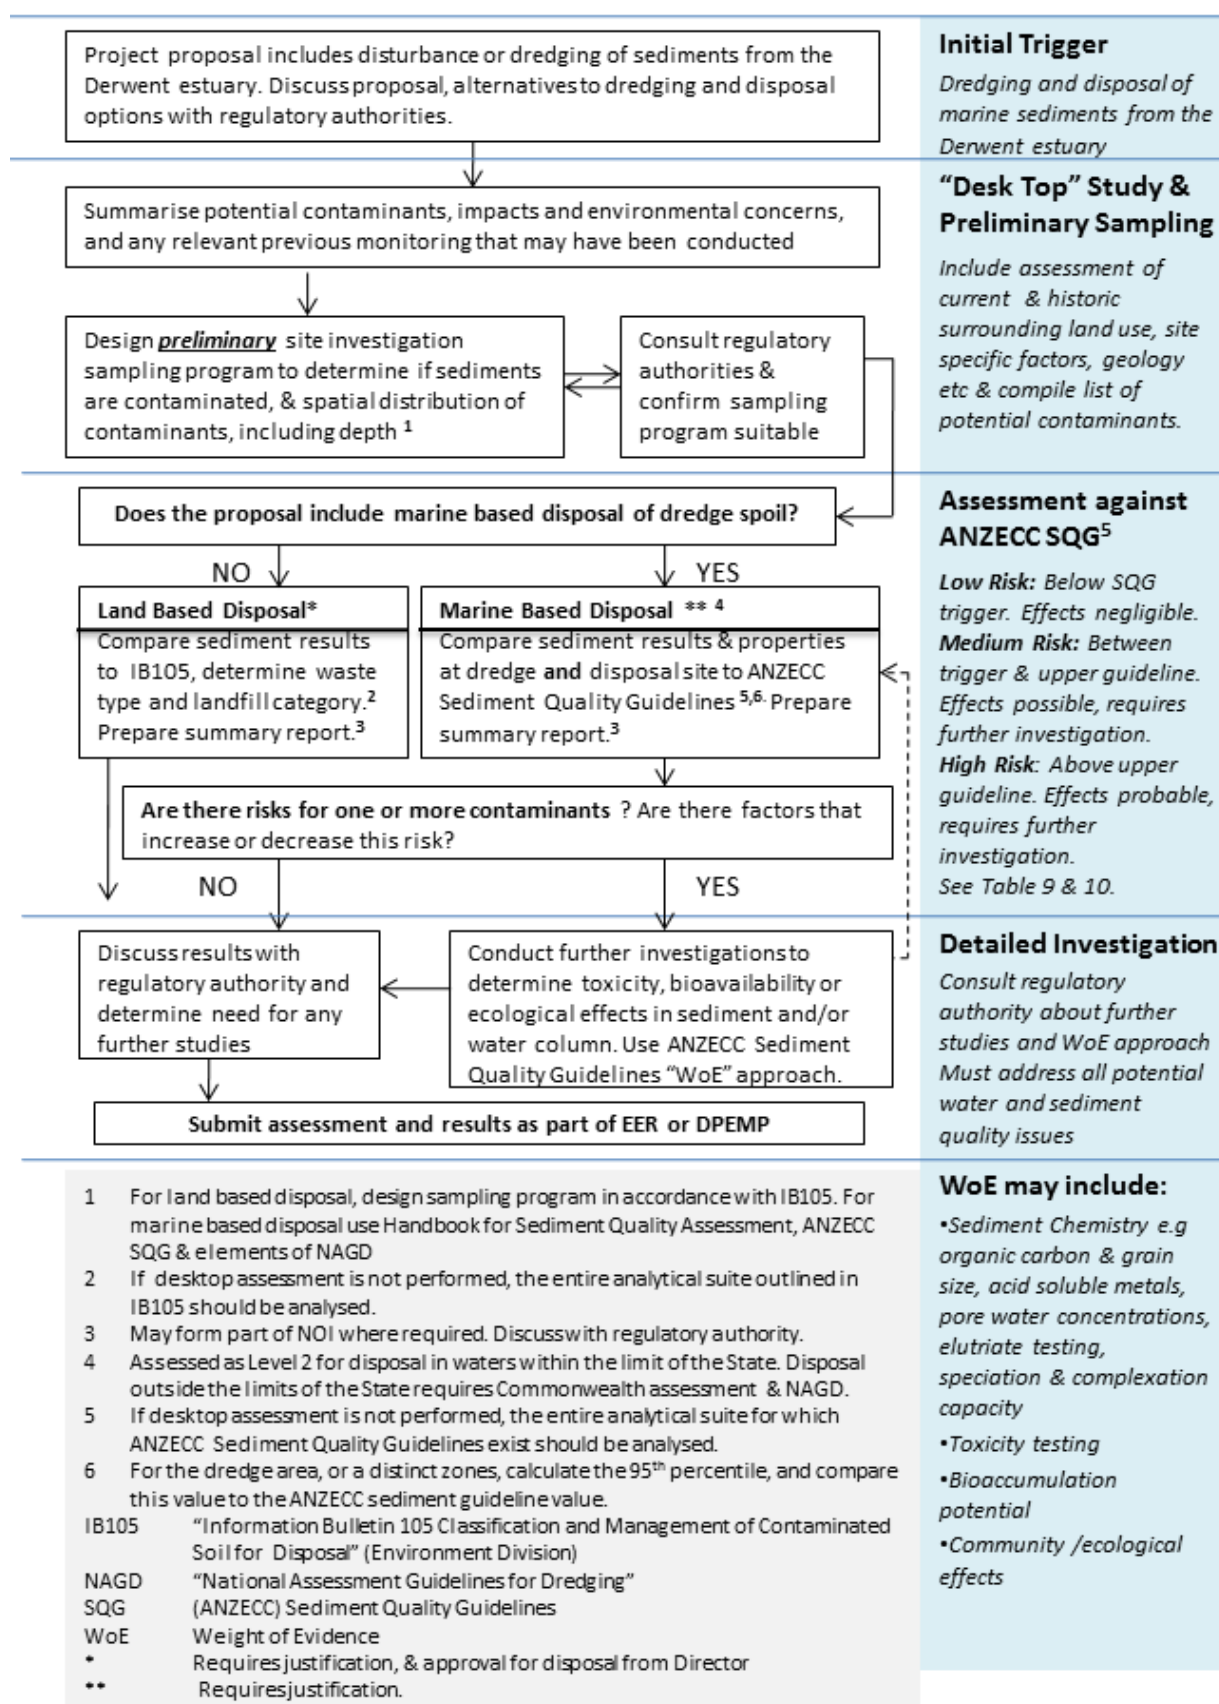 Project proposal includes disturbance or dredging of sediments from the
Derwent estuary. Discuss proposal, alternatives to dredging and disposal
options with regulatory authorities.
Initial Trigger
Dredging and disposal of
marine sediments from the
Derwent estuary
Summarise potential contaminants, impacts and environmental concerns,
and any relevant previous monitoring that may have been conducted
Design preliminary site investigation
sampling program to determine if sediments
are contaminated, & spatial distribution of
contaminants, including depth 1
Consult regulatory
authorities &
confirm sampling
program suitable
“Desk Top” Study &
Preliminary Sampling
Include assessment of
current & historic
surrounding land use, site
specific factors, geology
etc & compile list of
potential contaminants.
Does the proposal include marine based disposal of dredge spoil?
NO
YES
Land Based Disposal*
Compare sediment results
to IB105, determine waste
type and landfill category.2
Prepare summary report.3
Marine Based Disposal ** 4
Compare sediment results & properties
at dredge and disposal site to ANZECC
Sediment Quality Guidelines 5,6. Prepare
summary report.3
Are there risks for one or more contaminants ? Are there factors that
increase or decrease this risk?
NO
YES
Assessment against
ANZECC SQG5
Low Risk: Below SQG
trigger. Effects negligible.
Medium Risk: Between
trigger & upper guideline.
Effects possible, requires
further investigation.
High Risk: Above upper
guideline. Effects probable,
requires further
investigation.
See Table 9 & 10.
Discuss results with
regulatory authority and
determine need for any
further studies
Conduct further investigations to
determine toxicity, bioavailability or
ecological effects in sediment and/or
water column. Use ANZECC Sediment
Quality Guidelines “WoE” approach.
Submit assessment and results as part of EER or DPEMP
Detailed Investigation
Consult regulatory
authority about further
studies and WoE approach
Must address all potential
water and sediment
quality issues
1 For land based disposal, design sampling program in accordance with IB105. For
marine based disposal use Handbook for Sediment Quality Assessment, ANZECC
SQG & elements of NAGD
2 If desktop assessment is not performed, the entire analytical suite outlined in
IB105 should be analysed.
3 May form part of NOI where required. Discuss with regulatory authority.
4 Assessed as Level 2 for disposal in waters within the limit of the State. Disposal
outside the limits of the State requires Commonwealth assessment & NAGD.
5 If desktop assessment is not performed, the entire analytical suite for which
ANZECC Sediment Quality Guidelines exist should be analysed.
6 For the dredge area, or a distinct zones, calculate the 95th percentile, and compare
this value to the ANZECC sediment guideline value.
IB105 “Information Bulletin 105 Classification and Management of Contaminated
Soil for Disposal” (Environment Division)
NAGD “National Assessment Guidelines for Dredging”
SQG (ANZECC) Sediment Quality Guidelines
WoE Weight of Evidence
* Requires justification, & approval for disposal from Director
** Requires justification.
WoE may include:
•Sediment Chemistry e.g
organic carbon & grain
size, acid soluble metals,
pore water concentrations,
elutriate testing,
speciation & complexation
capacity
•Toxicity testing
•Bioaccumulation
potential
•Community /ecological
effects